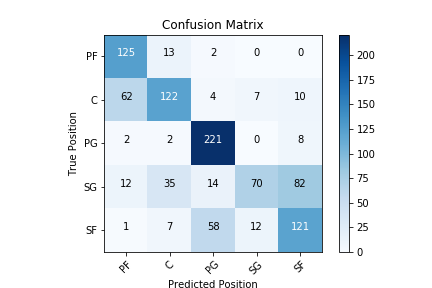 Confusion Matrix
True Position
PF 125 13 2 0 0
C 62 122 4 7 10
PG 2 2 221 0 8
SG 12 35 14 70 82
SF 1 7 58 12 121
PF C PG SG SF
Predicted Position
200
175
150
125
100
75
50
25
0